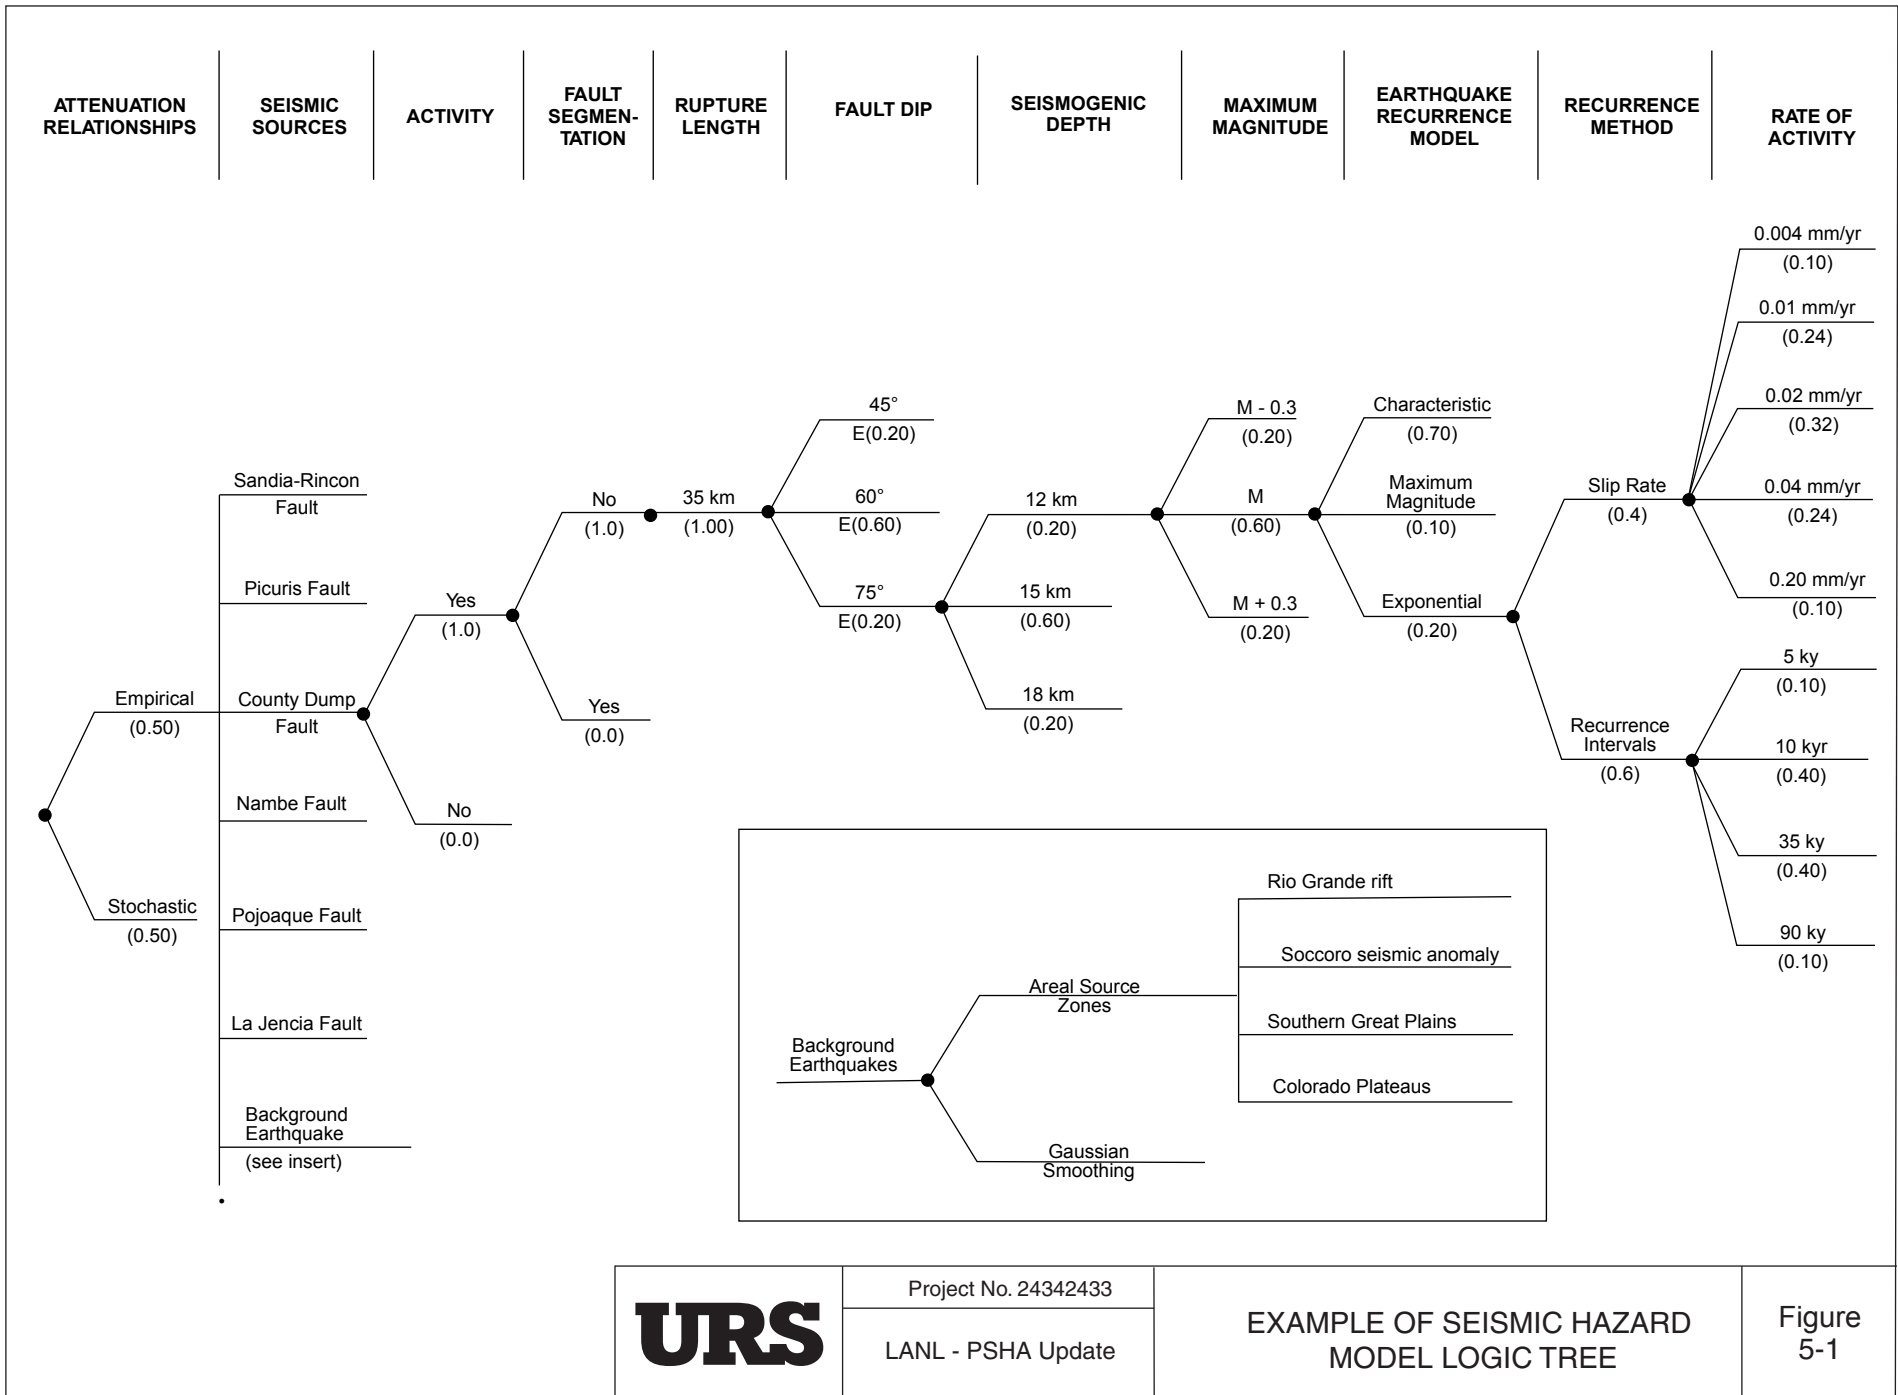 ATTENUATION
RELATIONSHIPS
SEISMIC
SOURCES
ACTIVITY
FAULT
SEGMEN-
TATION
RUPTURE
LENGTH
FAULT DIP
SEISMOGENIC
DEPTH
MAXIMUM
MAGNITUDE
EARTHQUAKE
RECURRENCE
MODEL
RECURRENCE
METHOD
RATE OF
ACTIVITY
Empirical
(0.50)
Stochastic
(0.50)
Sandia-Rincon
Fault
Picuris Fault
County Dump
Fault
Nambe Fault
Pojoaque Fault
La Jencia Fault
Background
Earthquake
(see insert)
Yes
(1.0)
No
(0.0)
No
(1.0)
Yes
(0.0)
35 km
(1.00)
45°
E(0.20)
60°
E(0.60)
75°
E(0.20)
12 km
(0.20)
15 km
(0.60)
18 km
(0.20)
M - 0.3
(0.20)
M
(0.60)
M + 0.3
(0.20)
Characteristic
(0.70)
Maximum
Magnitude
(0.10)
Exponential
(0.20)
Slip Rate
(0.4)
Recurrence
Intervals
(0.6)
0.004 mm/yr
(0.10)
0.01 mm/yr
(0.24)
0.02 mm/yr
(0.32)
0.04 mm/yr
(0.24)
0.20 mm/yr
(0.10)
5 ky
(0.10)
10 kyr
(0.40)
35 ky
(0.40)
90 ky
(0.10)
Background
Earthquakes
Areal Source
Zones
Gaussian
Smoothing
Rio Grande rift
Soccoro seismic anomaly
Southern Great Plains
Colorado Plateaus
URS
Project No. 24342433
LANL - PSHA Update
EXAMPLE OF SEISMIC HAZARD
MODEL LOGIC TREE
Figure
5-1